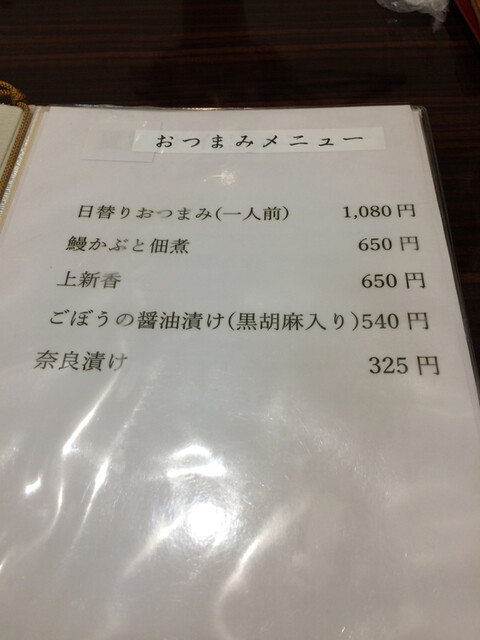 おつまみメニュー
日替りおつまみ(一人前) 1,080円
鰻かぶと佃煮 650円
上新香 650円
ごぼうの醤油漬け(黒胡麻入り)540円
奈良漬け 325円